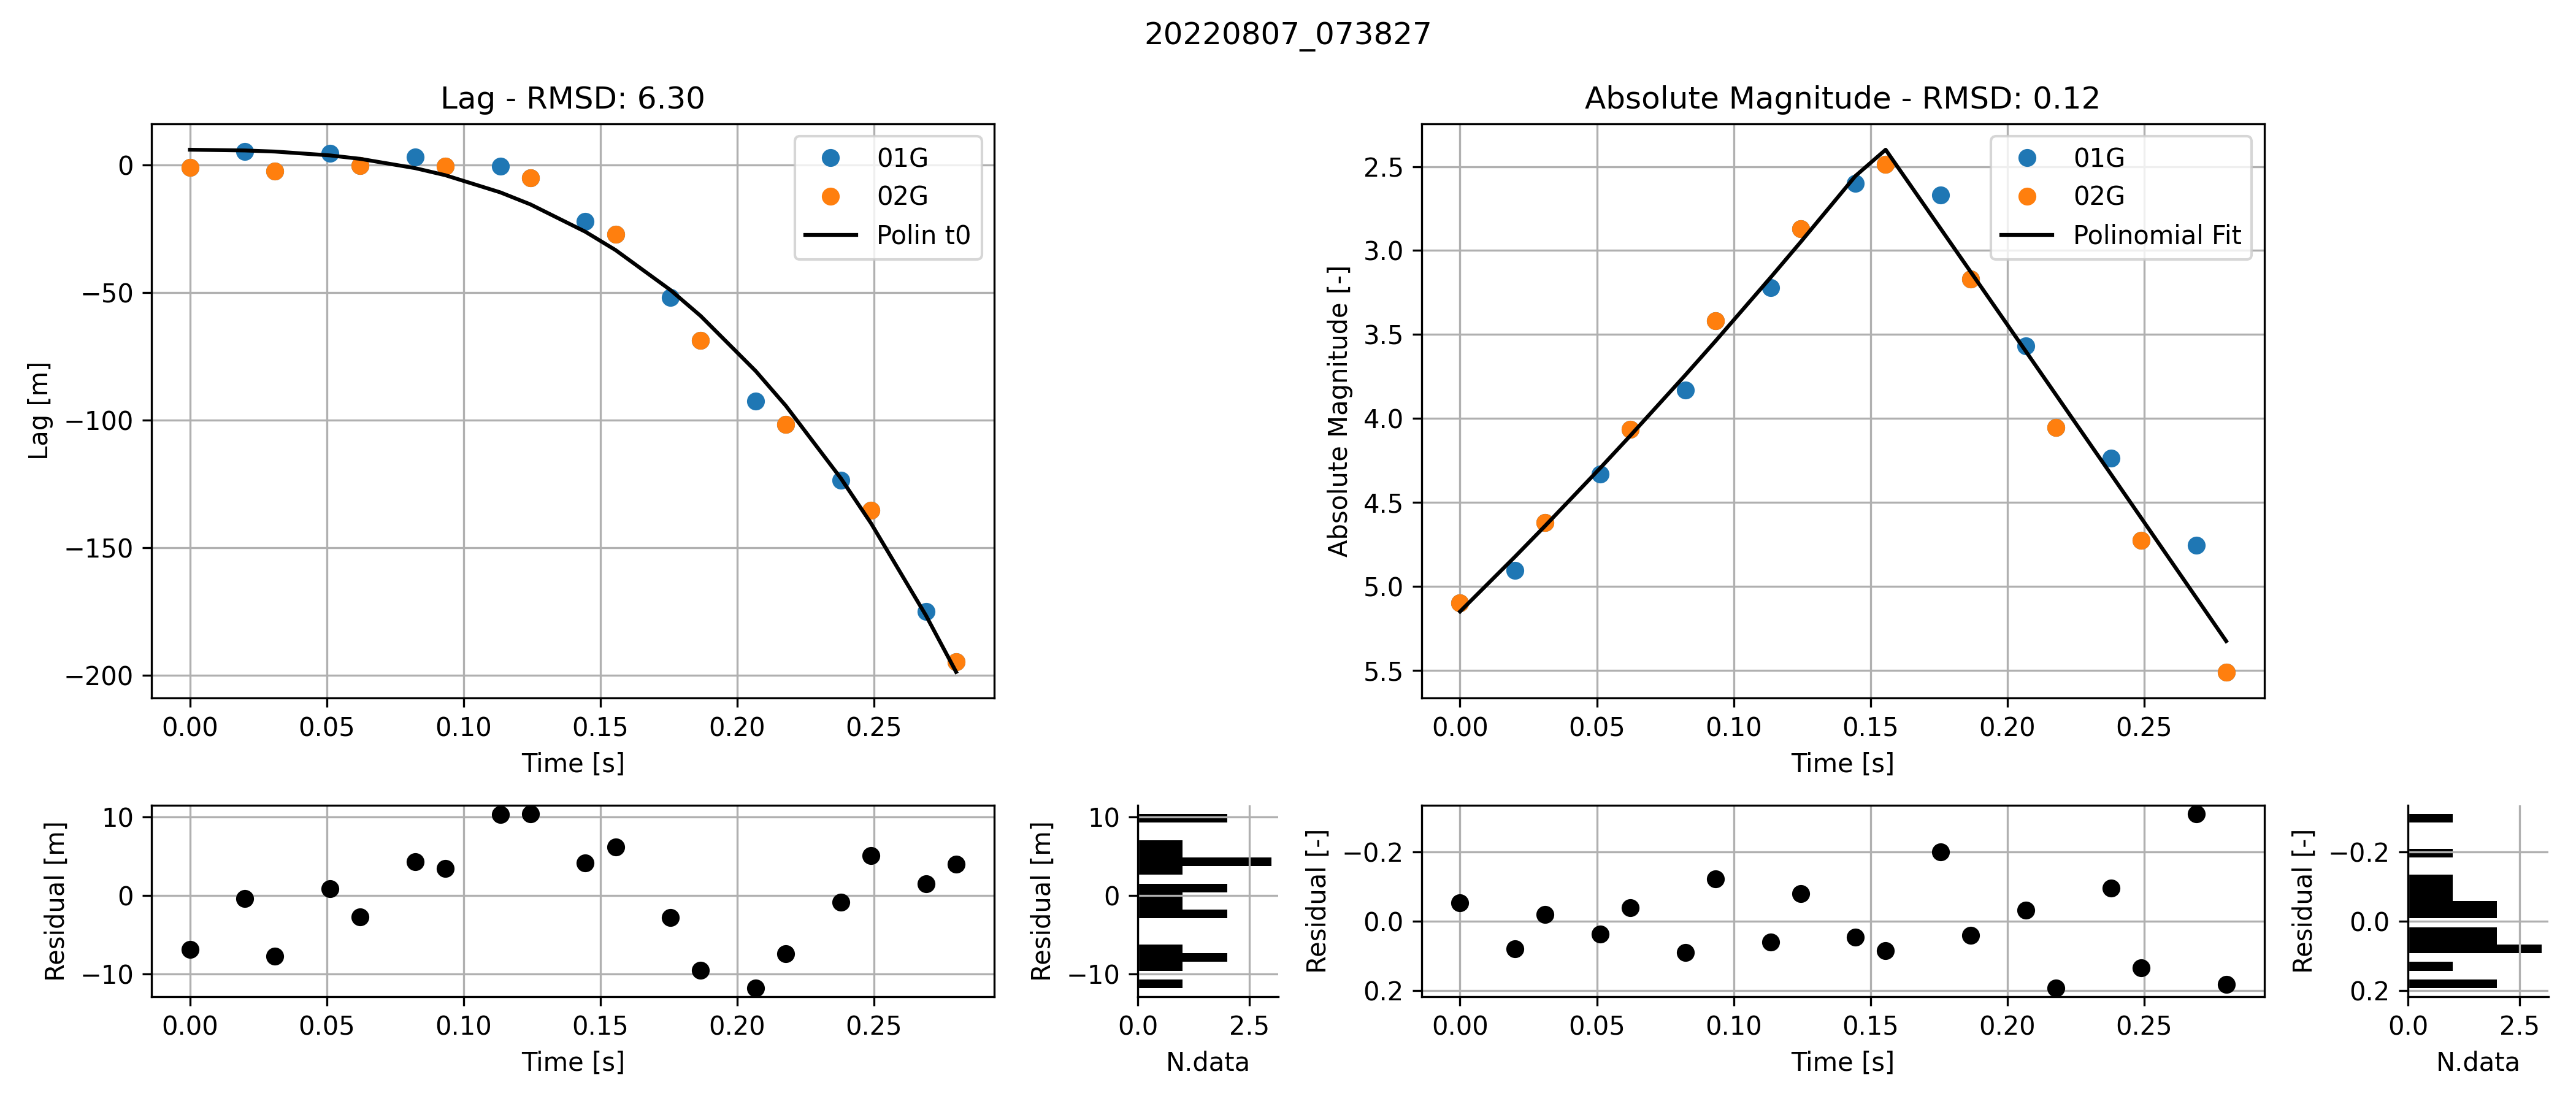 20220807_073827
Lag - RMSD: 6.30
01G
02G
Polin t0
Lag [m]
0
−50
−100
−150
−200
0.00 0.05 0.10 0.15 0.20 0.25
Time [s]
Absolute Magnitude - RMSD: 0.12
01G
02G
Polinomial Fit
Absolute Magnitude [-]
2.5
3.0
3.5
4.0
4.5
5.0
5.5
0.00 0.05 0.10 0.15 0.20 0.25
Time [s]
Residual [m]
10
0
−10
0.00 0.05 0.10 0.15 0.20 0.25
Time [s]
Residual [m]
10
0
−10
0.0 2.5
N.data
Residual [-]
−0.2
0.0
0.2
0.00 0.05 0.10 0.15 0.20 0.25
Time [s]
Residual [-]
−0.2
0.0
0.2
0.0 2.5
N.data